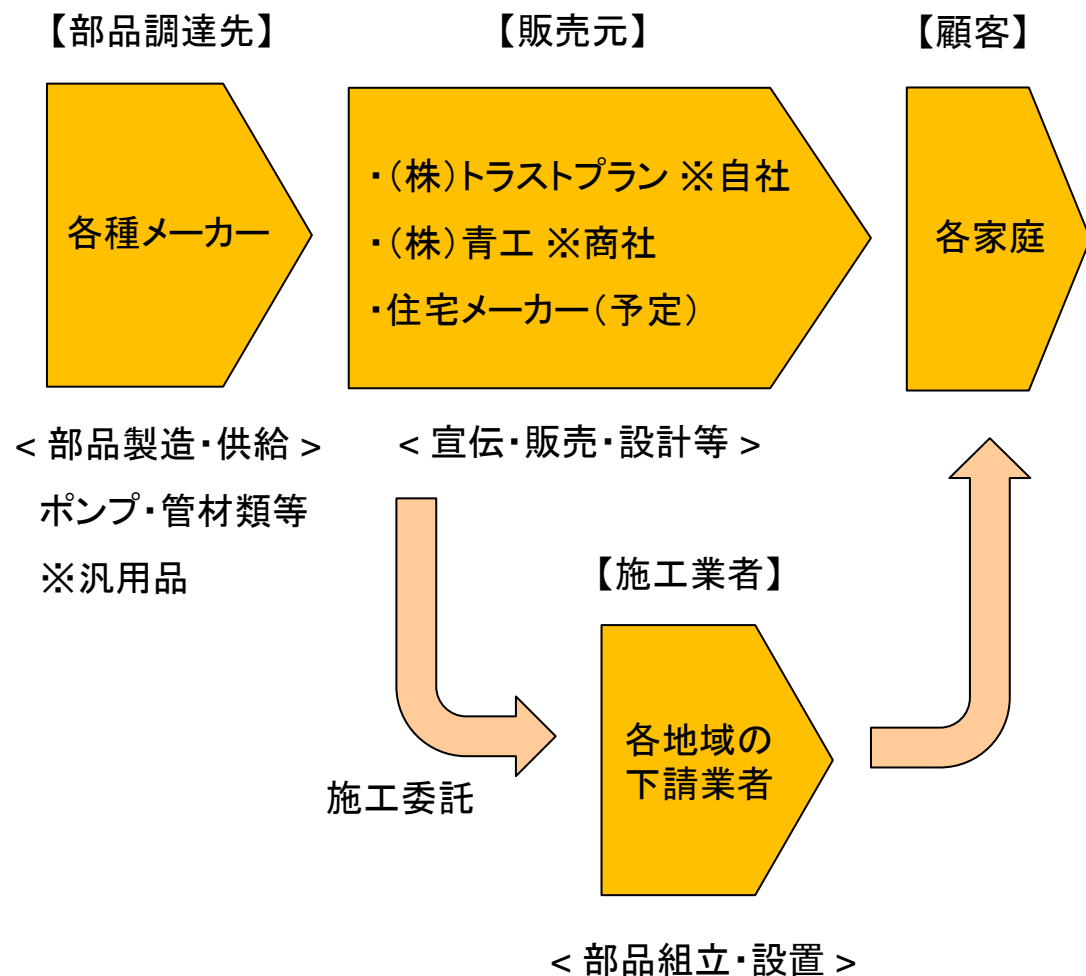 【部品調達先】
【販売元】
【顧客】
各種メーカー
・(株)トラストプラン ※自社
・(株)青工 ※商社
・住宅メーカー(予定)
各家庭
< 部品製造・供給 >
ポンプ・管材類等
※汎用品
< 宣伝・販売・設計等 >
【施工業者】
各地域の
下請業者
施工委託
< 部品組立・設置 >